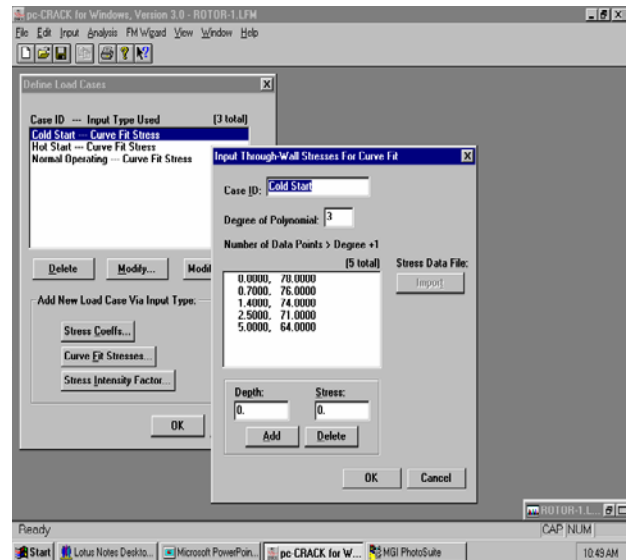 pc-CRACK for Windows, Version 3.0 - ROTOR-1.LFM
File Edit Input Analysis FM Wizard View Window Help
Define Load Cases
Case ID --- Input Type Used [3 total]
Cold Start --- Curve Fit Stress
Hot Start --- Curve Fit Stress
Normal Operating --- Curve Fit Stress
Delete Modify... Modif
Add New Load Case Via Input Type:
Stress Coeffs...
Curve Fit Stresses...
Stress Intensity Factor...
OK
Input Through-Wall Stresses For Curve Fit
Case ID: Cold Start
Degree of Polynomial: 3
Number of Data Points > Degree +1
[5 total] Stress Data File:
Import
0.0000, 78.0000
0.7000, 76.0000
1.4000, 74.0000
2.5000, 71.0000
5.0000, 64.0000
Depth: Stress:
0. 0.
Add Delete
OK Cancel
ROTOR-1.L...
Ready CAP NUM
Start Lotus Notes Deskto... Microsoft PowerPoin... pc-CRACK for W... MGI PhotoSuite 10:49 AM